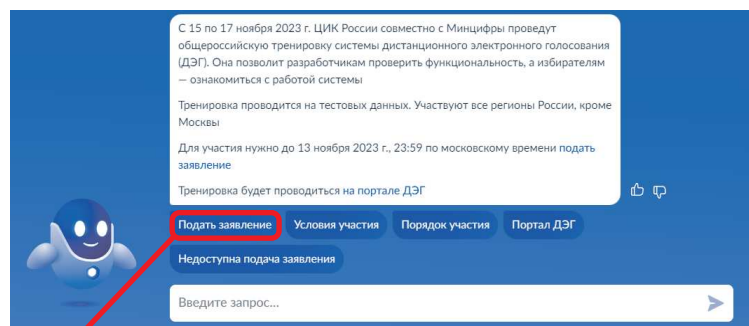 С 15 по 17 ноября 2023 г. ЦИК России совместно с Минцифры проведут
общероссийскую тренировку системы дистанционного электронного голосования
(ДЭГ). Она позволит разработчикам проверить функциональность, а избирателям
— ознакомиться с работой системы
Тренировка проводится на тестовых данных. Участвуют все регионы России, кроме
Москвы
Для участия нужно до 13 ноября 2023 г., 23:59 по московскому времени подать
заявление
Тренировка будет проводиться на портале ДЭГ
Подать заявление Условия участия Порядок участия Портал ДЭГ
Недоступна подача заявления
Введите запрос...